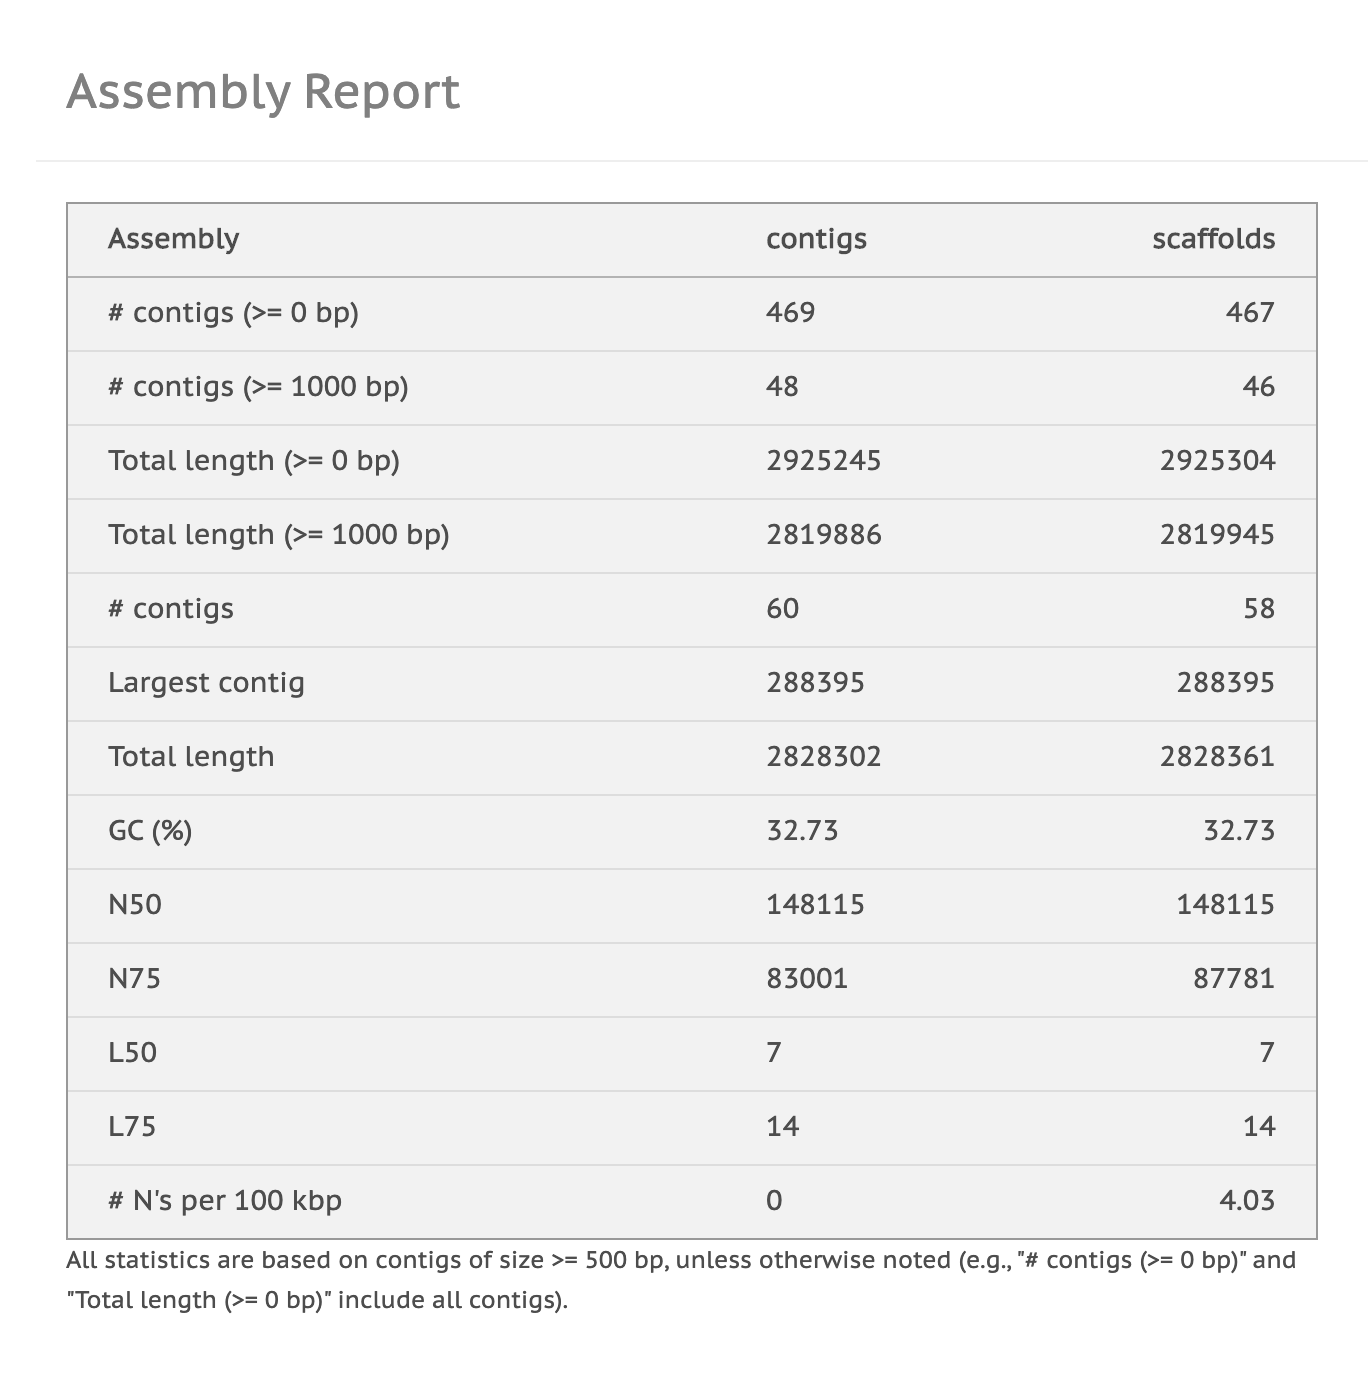 Assembly Report
Assembly contigs scaffolds
# contigs (>= 0 bp) 469 467
# contigs (>= 1000 bp) 48 46
Total length (>= 0 bp) 2925245 2925304
Total length (>= 1000 bp) 2819886 2819945
# contigs 60 58
Largest contig 288395 288395
Total length 2828302 2828361
GC (%) 32.73 32.73
N50 148115 148115
N75 83001 87781
L50 7 7
L75 14 14
# N's per 100 kbp 0 4.03
All statistics are based on contigs of size >= 500 bp, unless otherwise noted (e.g., "# contigs (>= 0 bp)" and
"Total length (>= 0 bp)" include all contigs).